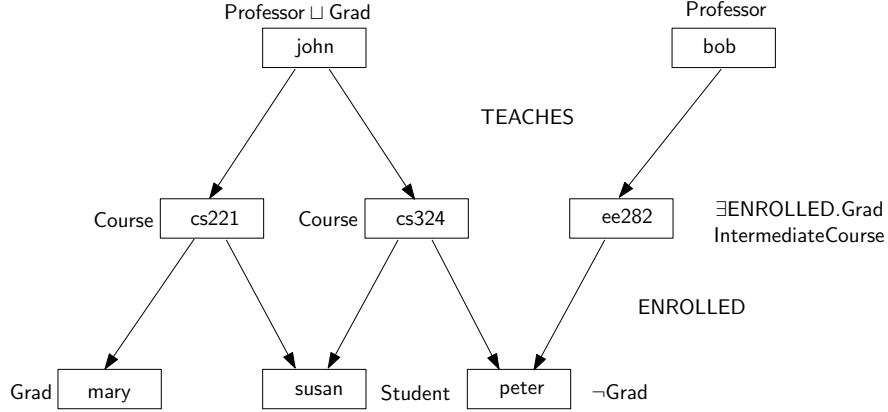 Professor ⊔ Grad
Professor
john
bob
TEACHES
Course
cs221
Course
cs324
ee282
∃ENROLLED.Grad
IntermediateCourse
ENROLLED
Grad
mary
susan
Student
peter
¬Grad